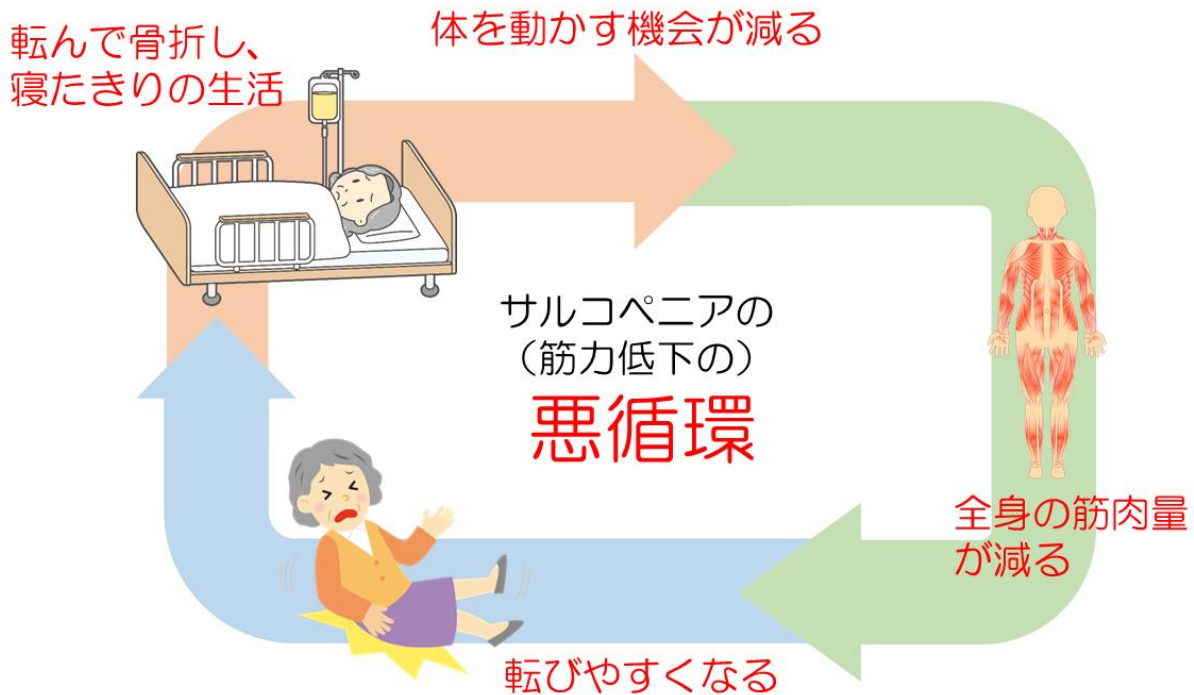 転んで骨折し、
寝たきりの生活
体を動かす機会が減る
サルコペニアの
（筋力低下の）
悪循環
全身の筋肉量
が減る
転びやすくなる